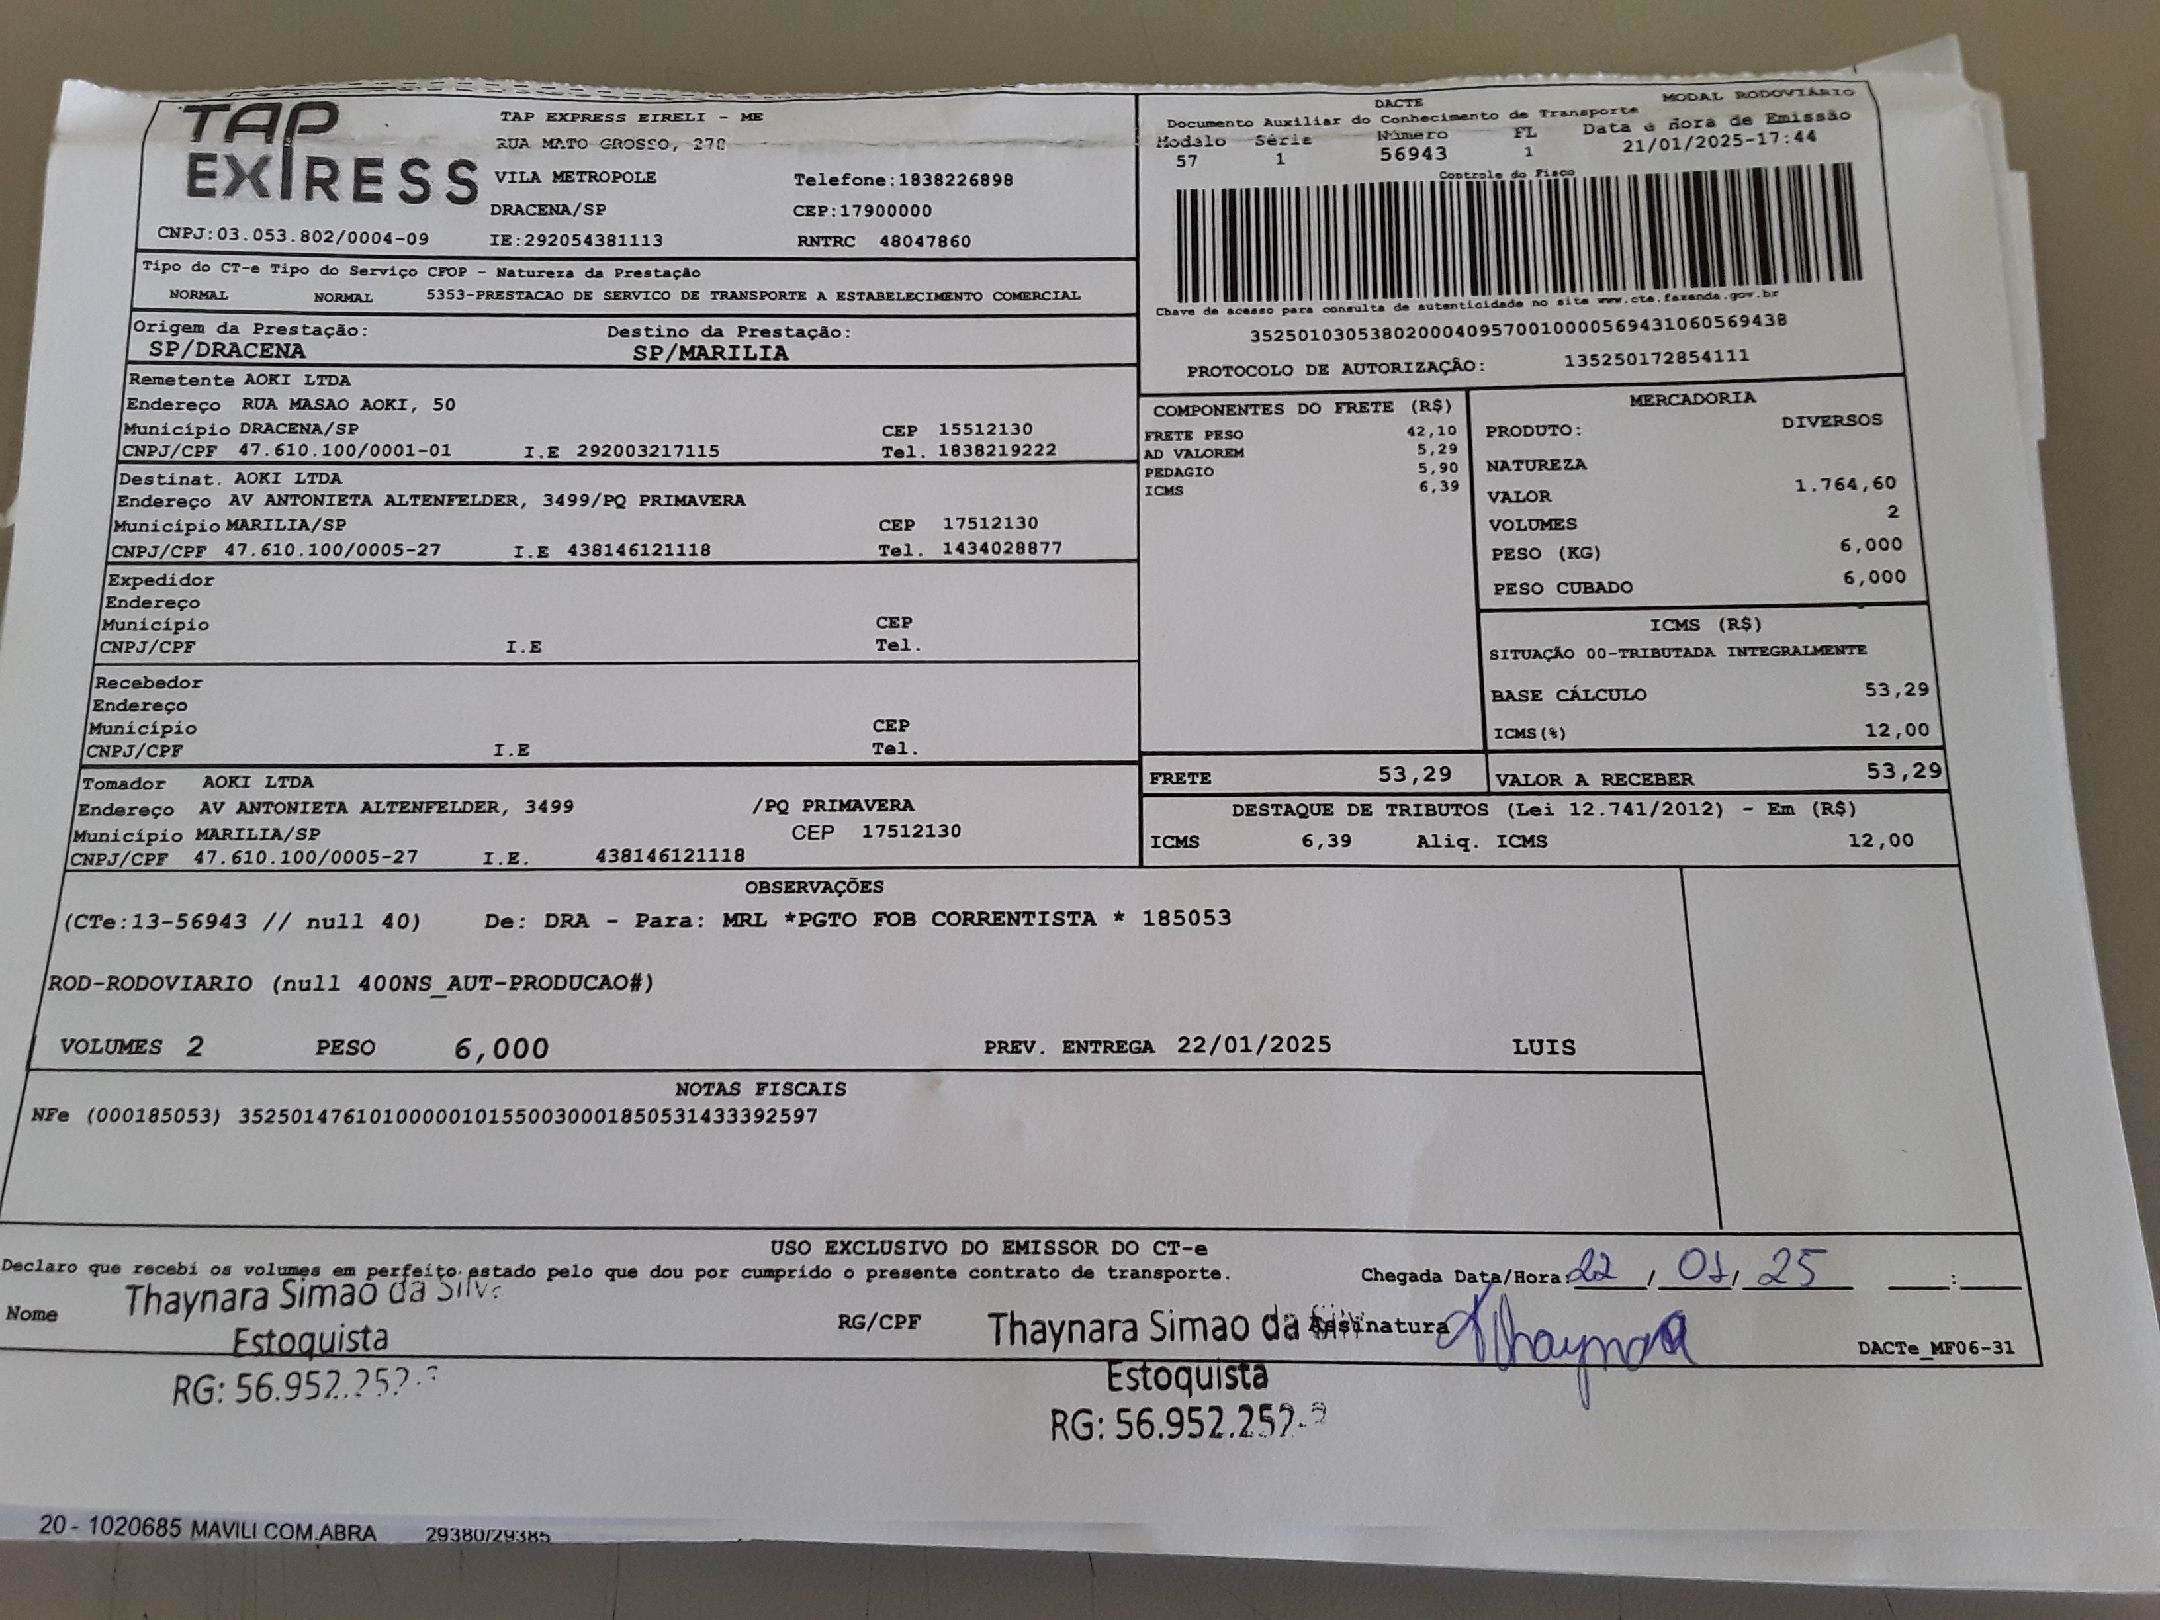 TAP
EXPRESS
CNPJ:03.053.802/0004-09
TAP EXPRESS EIRELI - ME
RUA MATO GROSSO, 278
VILA METROPOLE Telefone:1838226898
DRACENA/SP CEP:17900000
IE:292054381113 RNTRC 48047860
DACTE MODAL RODOVIÁRIO
Documento Auxiliar do Conhecimento de Transporte
Modelo Série Número FL Data e hora de Emissão
57 1 56943 1 21/01/2025-17:44
Controle do Fisco
Chave de acesso para consulta de autenticidade no site www.cte.fazenda.gov.br
35250103053802000409570010000569431060569438
PROTOCOLO DE AUTORIZAÇÃO: 135250172854111
Tipo do CT-e Tipo do Serviço CFOP - Natureza da Prestação
NORMAL NORMAL 5353-PRESTACAO DE SERVICO DE TRANSPORTE A ESTABELECIMENTO COMERCIAL
Origem da Prestação: Destino da Prestação:
SP/DRACENA SP/MARILIA
Remetente AOKI LTDA
Endereço RUA MASAO AOKI, 50
Município DRACENA/SP CEP 15512130
CNPJ/CPF 47.610.100/0001-01 I.E 292003217115 Tel. 1838219222
Destinat. AOKI LTDA
Endereço AV ANTONIETA ALTENFELDER, 3499/PQ PRIMAVERA
Município MARILIA/SP CEP 17512130
CNPJ/CPF 47.610.100/0005-27 I.E 438146121118 Tel. 1434028877
Expedidor
Endereço
Município CEP
CNPJ/CPF I.E Tel.
Recebedor
Endereço
Município CEP
CNPJ/CPF I.E Tel.
Tomador AOKI LTDA
Endereço AV ANTONIETA ALTENFELDER, 3499 /PQ PRIMAVERA
Município MARILIA/SP CEP 17512130
CNPJ/CPF 47.610.100/0005-27 I.E. 438146121118
COMPONENTES DO FRETE (R$)
FRETE PESO 42,10
AD VALOREM 5,29
PEDAGIO 5,90
ICMS 6,39
MERCADORIA
PRODUTO: DIVERSOS
NATUREZA
VALOR 1.764,60
VOLUMES 2
PESO (KG) 6,000
PESO CUBADO 6,000
ICMS (R$)
SITUAÇÃO 00-TRIBUTADA INTEGRALMENTE
BASE CÁLCULO 53,29
ICMS(%) 12,00
FRETE 53,29 VALOR A RECEBER 53,29
DESTAQUE DE TRIBUTOS (Lei 12.741/2012) - Em (R$)
ICMS 6,39 Aliq. ICMS 12,00
OBSERVAÇÕES
(CTe:13-56943 // null 40) De: DRA - Para: MRL *PGTO FOB CORRENTISTA * 185053
ROD-RODOVIARIO (null 400NS_AUT-PRODUCAO#)
VOLUMES 2 PESO 6,000 PREV. ENTREGA 22/01/2025 LUIS
NOTAS FISCAIS
NFe (000185053) 35250147610100000101550030001850531433392597
USO EXCLUSIVO DO EMISSOR DO CT-e
Declaro que recebi os volumes em perfeito estado pelo que dou por cumprido o presente contrato de transporte. Chegada Data/Hora: 22 / 01 / 25 :
Nome Thaynara Simao da Silva RG/CPF Thaynara Simao da Assinatura Thaynara DACTe_MF06-31
Estoquista Estoquista
RG: 56.952.252- RG: 56.952.252-
20 - 1020685 MAVILI COM.ABRA 29380/29385